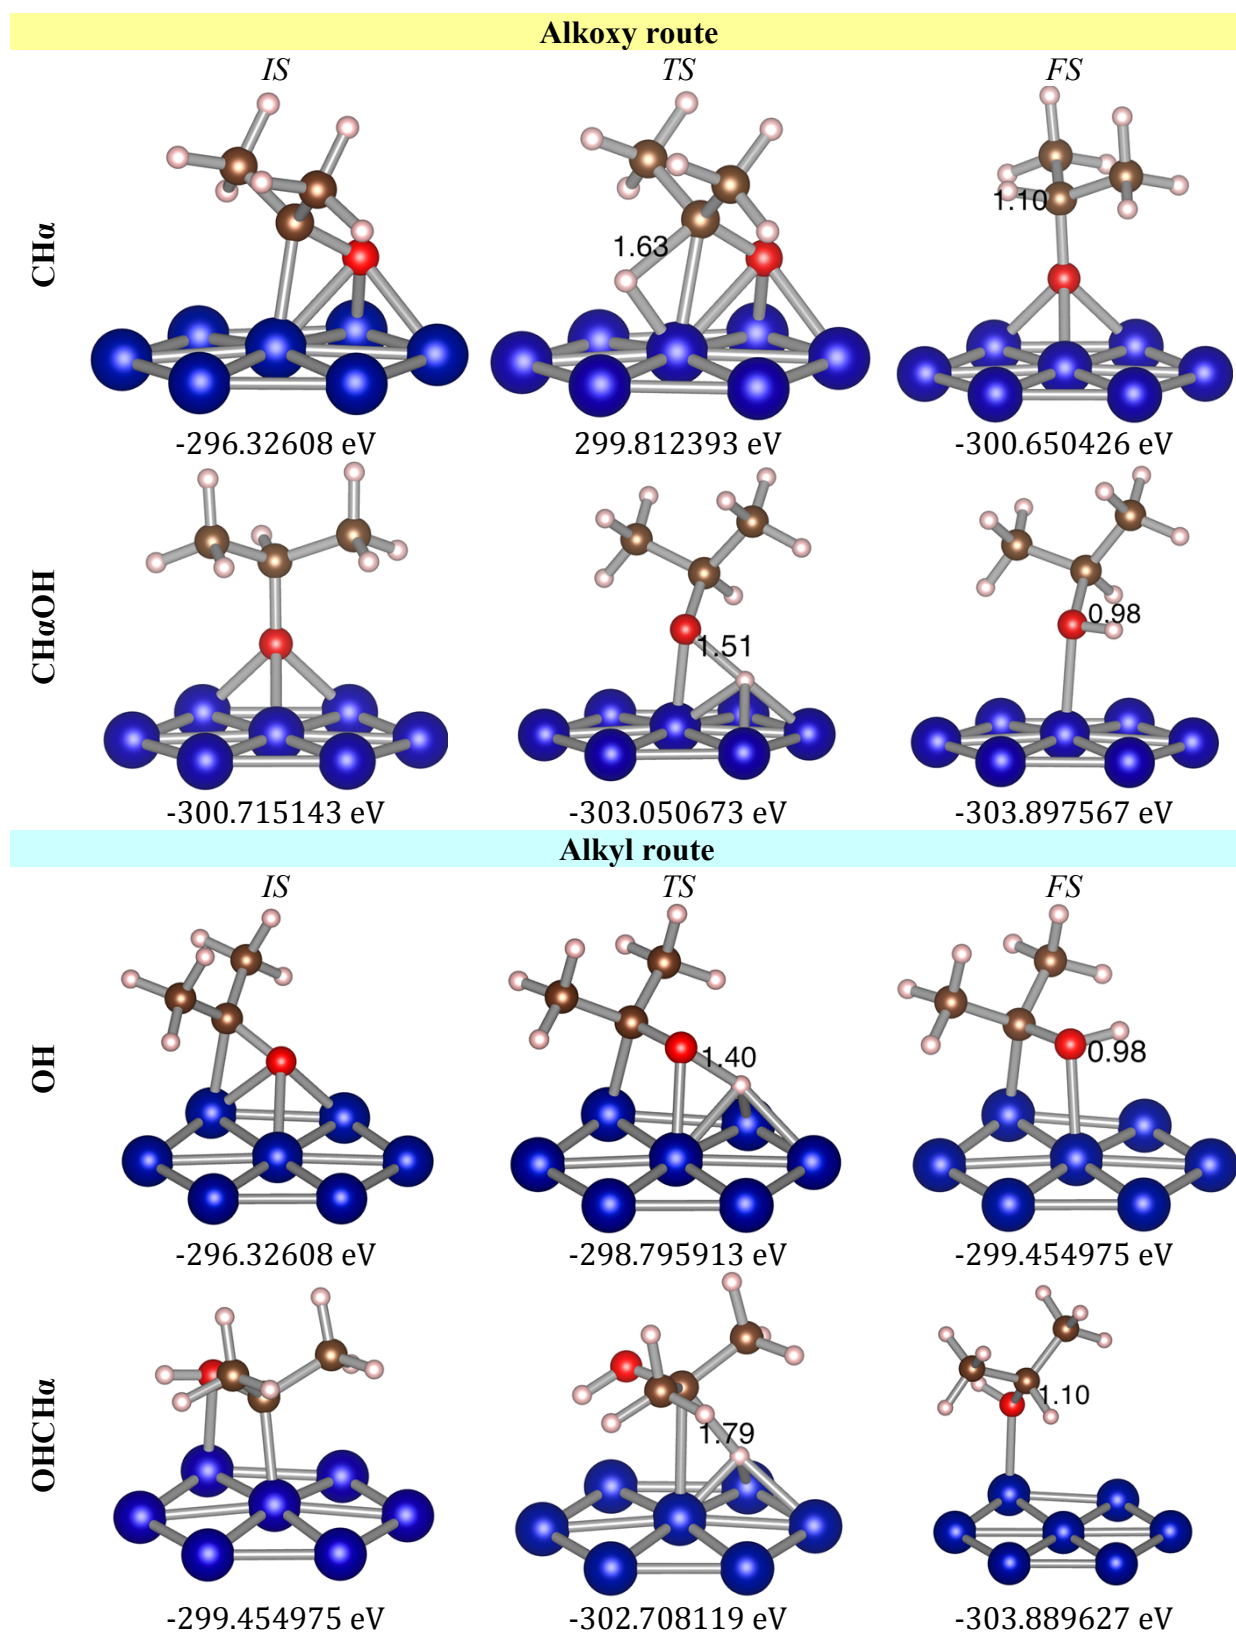 Alkoxy route
IS TS FS
CHα
1.63
1.10
-296.32608 eV 299.812393 eV -300.650426 eV
CHαOH
1.51
0.98
-300.715143 eV -303.050673 eV -303.897567 eV
Alkyl route
IS TS FS
OH
1.40
0.98
-296.32608 eV -298.795913 eV -299.454975 eV
OHCHα
1.79
1.10
-299.454975 eV -302.708119 eV -303.889627 eV